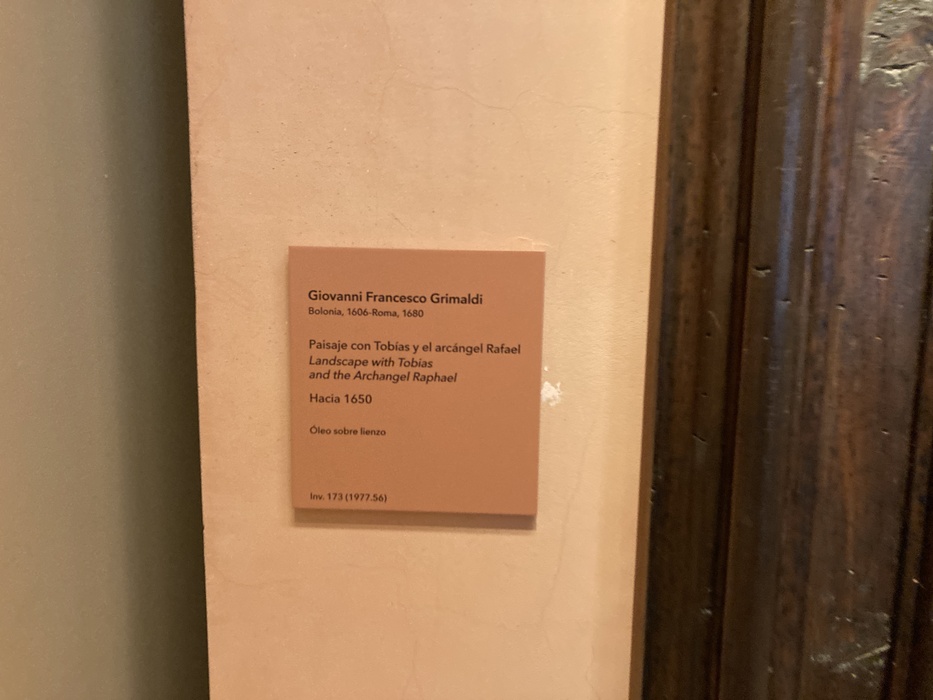 Giovanni Francesco Grimaldi
Bolonia, 1606-Roma, 1680
Paisaje con Tobías y el arcángel Rafael
Landscape with Tobias
and the Archangel Raphael
Hacia 1650
Óleo sobre lienzo
Inv. 173 (1977.56)